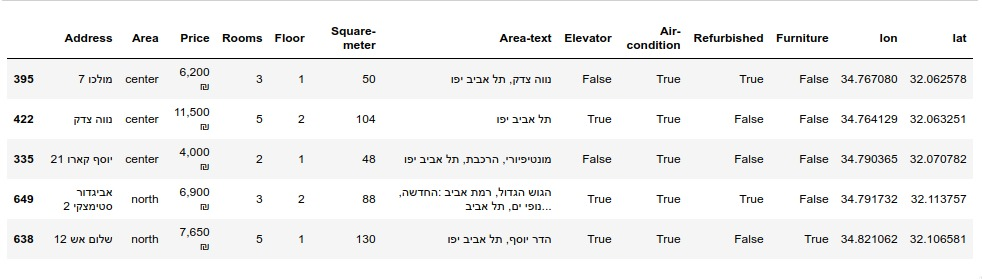 Address Area Price Rooms Floor Square-meter Area-text Elevator Air-condition Refurbished Furniture lon lat
395 מולכו 7 center 6,200 ₪ 3 1 50 נווה צדק, תל אביב יפו False True True False 34.767080 32.062578
422 נווה צדק center 11,500 ₪ 5 2 104 תל אביב יפו True True False False 34.764129 32.063251
335 יוסף קארו 21 center 4,000 ₪ 2 1 48 מונטיפיורי, הרכבת, תל אביב יפו False True False False 34.790365 32.070782
649 אביגדור סטימצקי 2 north 6,900 ₪ 3 2 88 הגוש הגדול, רמת אביב החדשה: ,נופי ים, תל אביב... True True True False 34.791732 32.113757
638 שלום אש 12 north 7,650 ₪ 5 1 130 הדר יוסף, תל אביב יפו True True False True 34.821062 32.106581